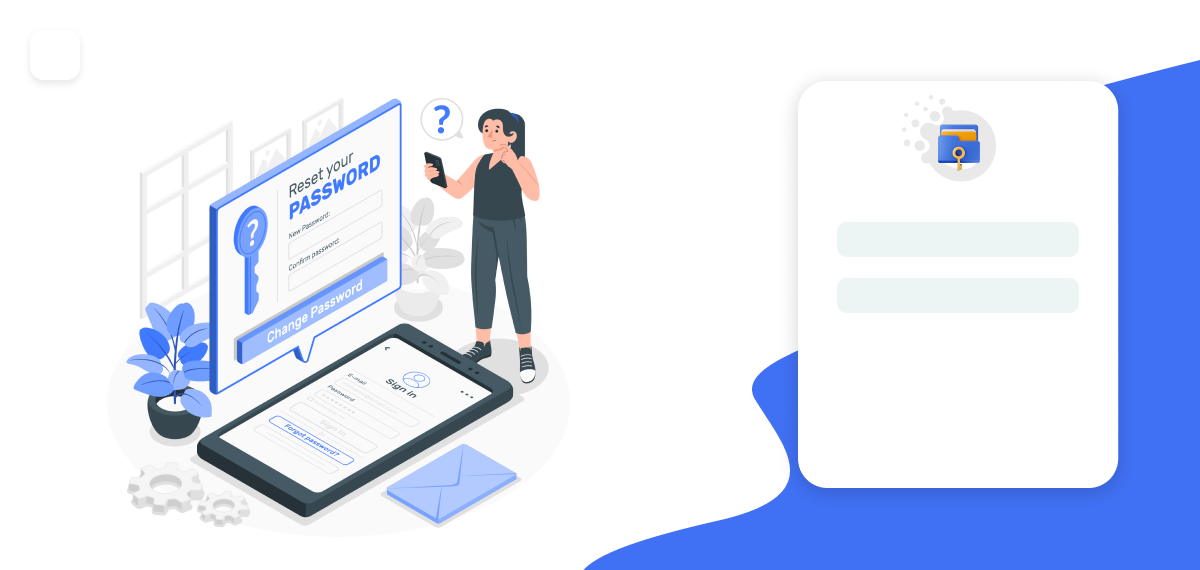 ?
Reset your
PASSWORD
?
New Password:
Confirm password:
Change Password
Sign in
E-mail
Password
********
Sign in
Forgot password?